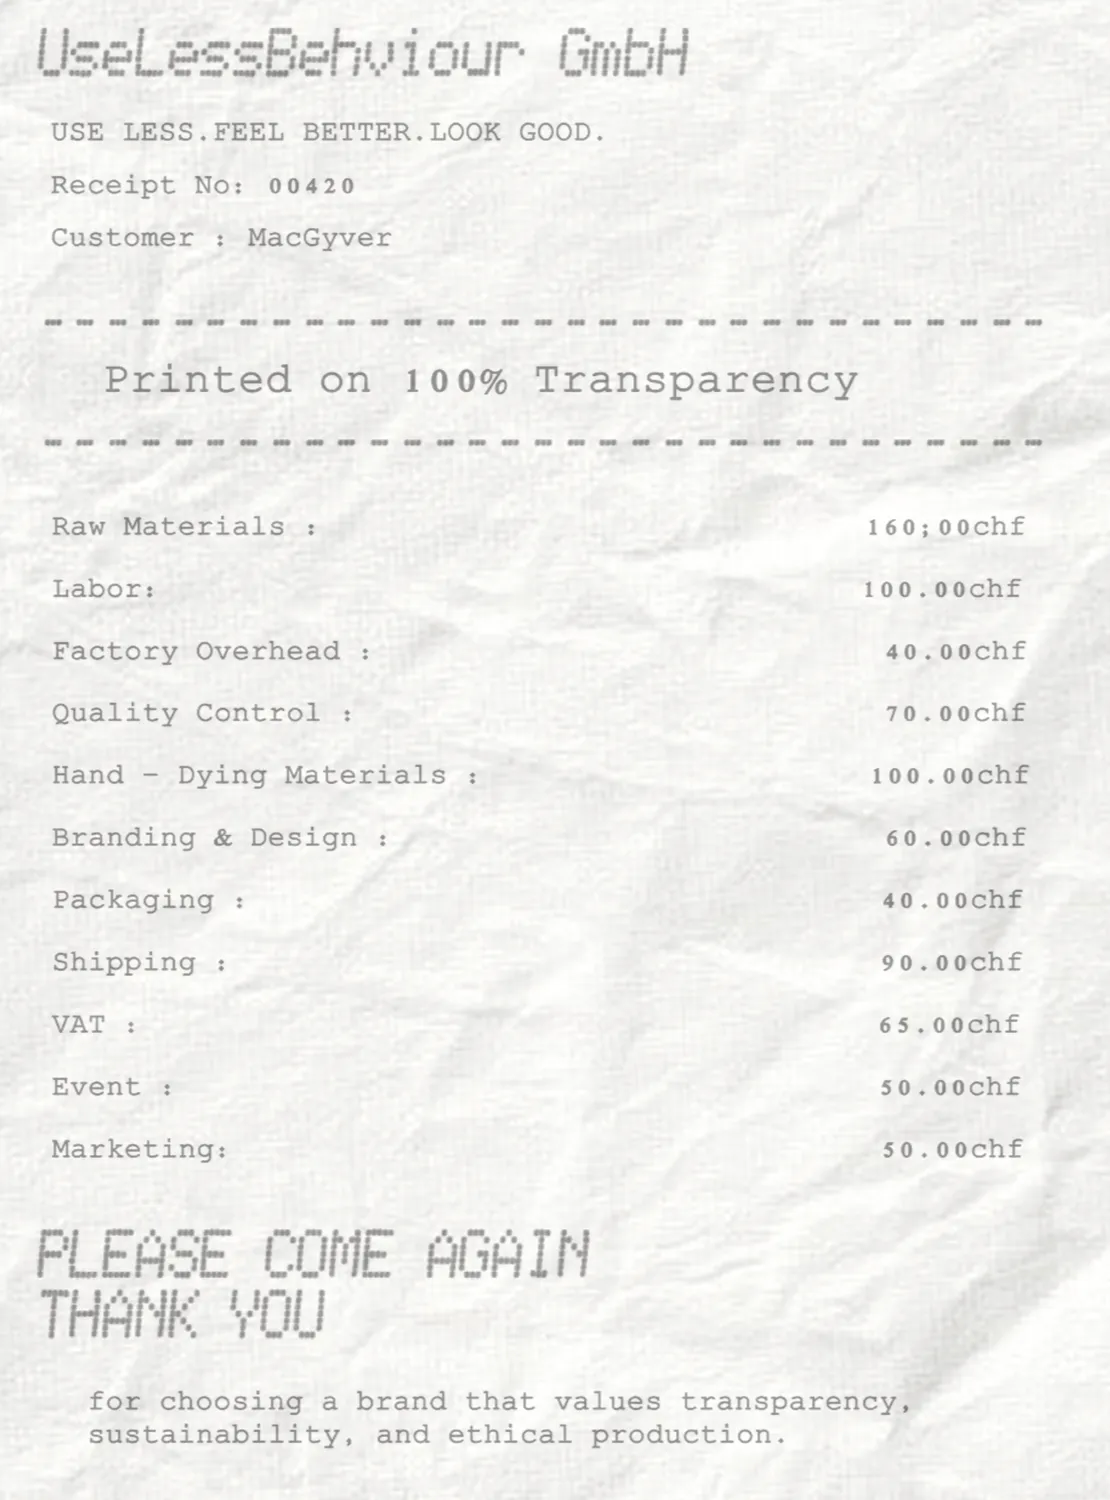 UseLessBehviour GmbH
USE LESS.FEEL BETTER.LOOK GOOD.
Receipt No: 00420
Customer : MacGyver
Printed on 100% Transparency
Raw Materials : 160;00chf
Labor: 100.00chf
Factory Overhead : 40.00chf
Quality Control : 70.00chf
Hand - Dying Materials : 100.00chf
Branding & Design : 60.00chf
Packaging : 40.00chf
Shipping : 90.00chf
VAT : 65.00chf
Event : 50.00chf
Marketing: 50.00chf
PLEASE COME AGAIN
THANK YOU
for choosing a brand that values transparency,
sustainability, and ethical production.